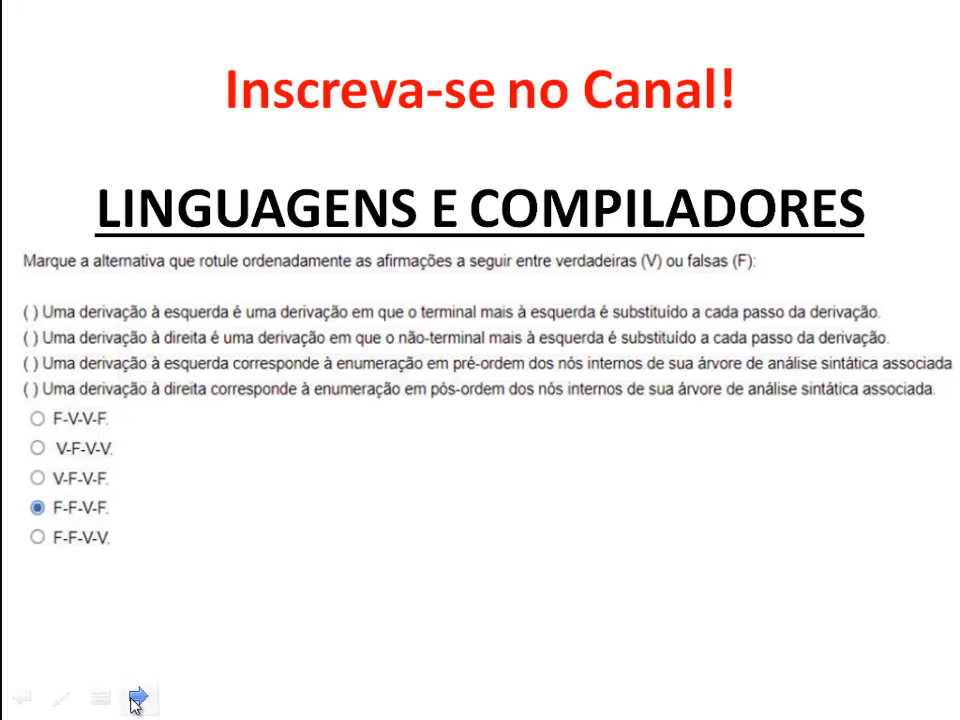 Inscreva-se no Canal!
LINGUAGENS E COMPILADORES
Marque a alternativa que rotule ordenadamente as afirmações a seguir entre verdadeiras (V) ou falsas (F):
( ) Uma derivação à esquerda é uma derivação em que o terminal mais à esquerda é substituído a cada passo da derivação.
( ) Uma derivação à direita é uma derivação em que o não-terminal mais à esquerda é substituído a cada passo da derivação.
( ) Uma derivação à esquerda corresponde à enumeração em pré-ordem dos nós internos de sua árvore de análise sintática associada
( ) Uma derivação à direita corresponde à enumeração em pós-ordem dos nós internos de sua árvore de análise sintática associada.
F-V-V-F.
V-F-V-V.
V-F-V-F.
F-F-V-F.
F-F-V-V.